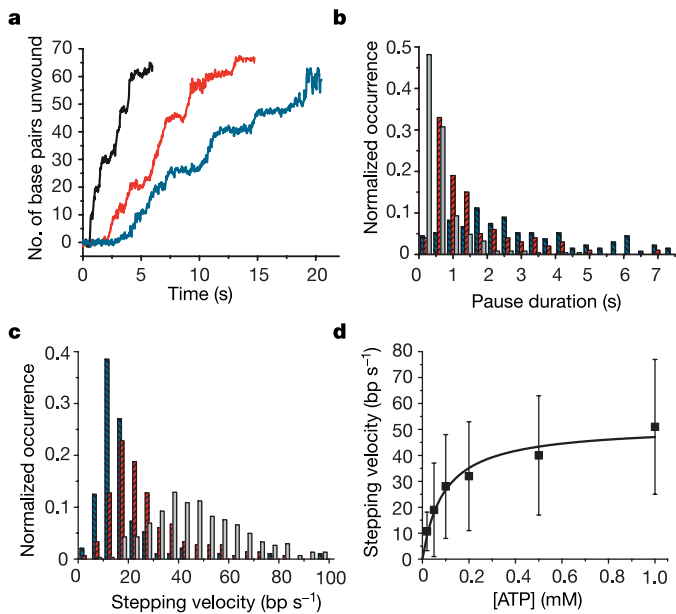 a
No. of base pairs unwound
70
60
50
40
30
20
10
0
0 5 10 15 20
Time (s)
b
Normalized occurrence
0.5
0.4
0.3
0.2
0.1
0
0 1 2 3 4 5 6 7
Pause duration (s)
c
Normalized occurrence
0.4
0.3
0.2
0.1
0
0 20 40 60 80 100
Stepping velocity (bp s⁻¹)
d
Stepping velocity (bp s⁻¹)
80
70
60
50
40
30
20
10
0
0 0.2 0.4 0.6 0.8 1.0
[ATP] (mM)